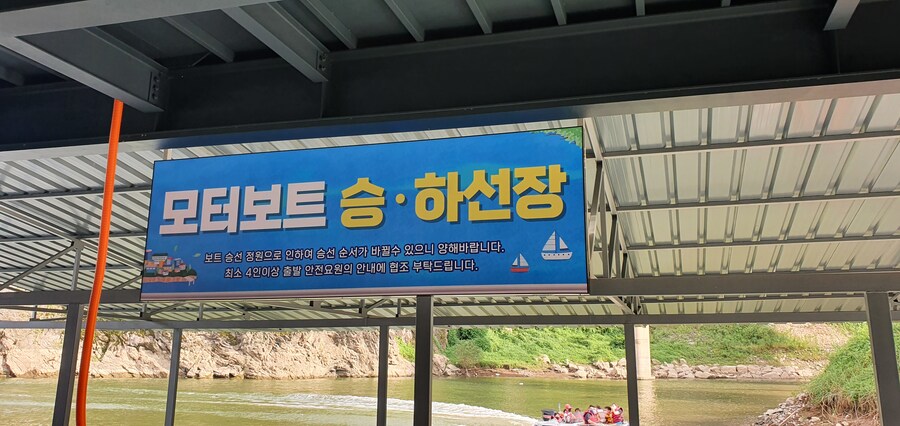 모터보트 승·하선장
보트 승선 정원으로 인하여 승선 순서가 바뀔수 있으니 양해바랍니다.
최소 4인이상 출발 안전요원의 안내에 협조 부탁드립니다.